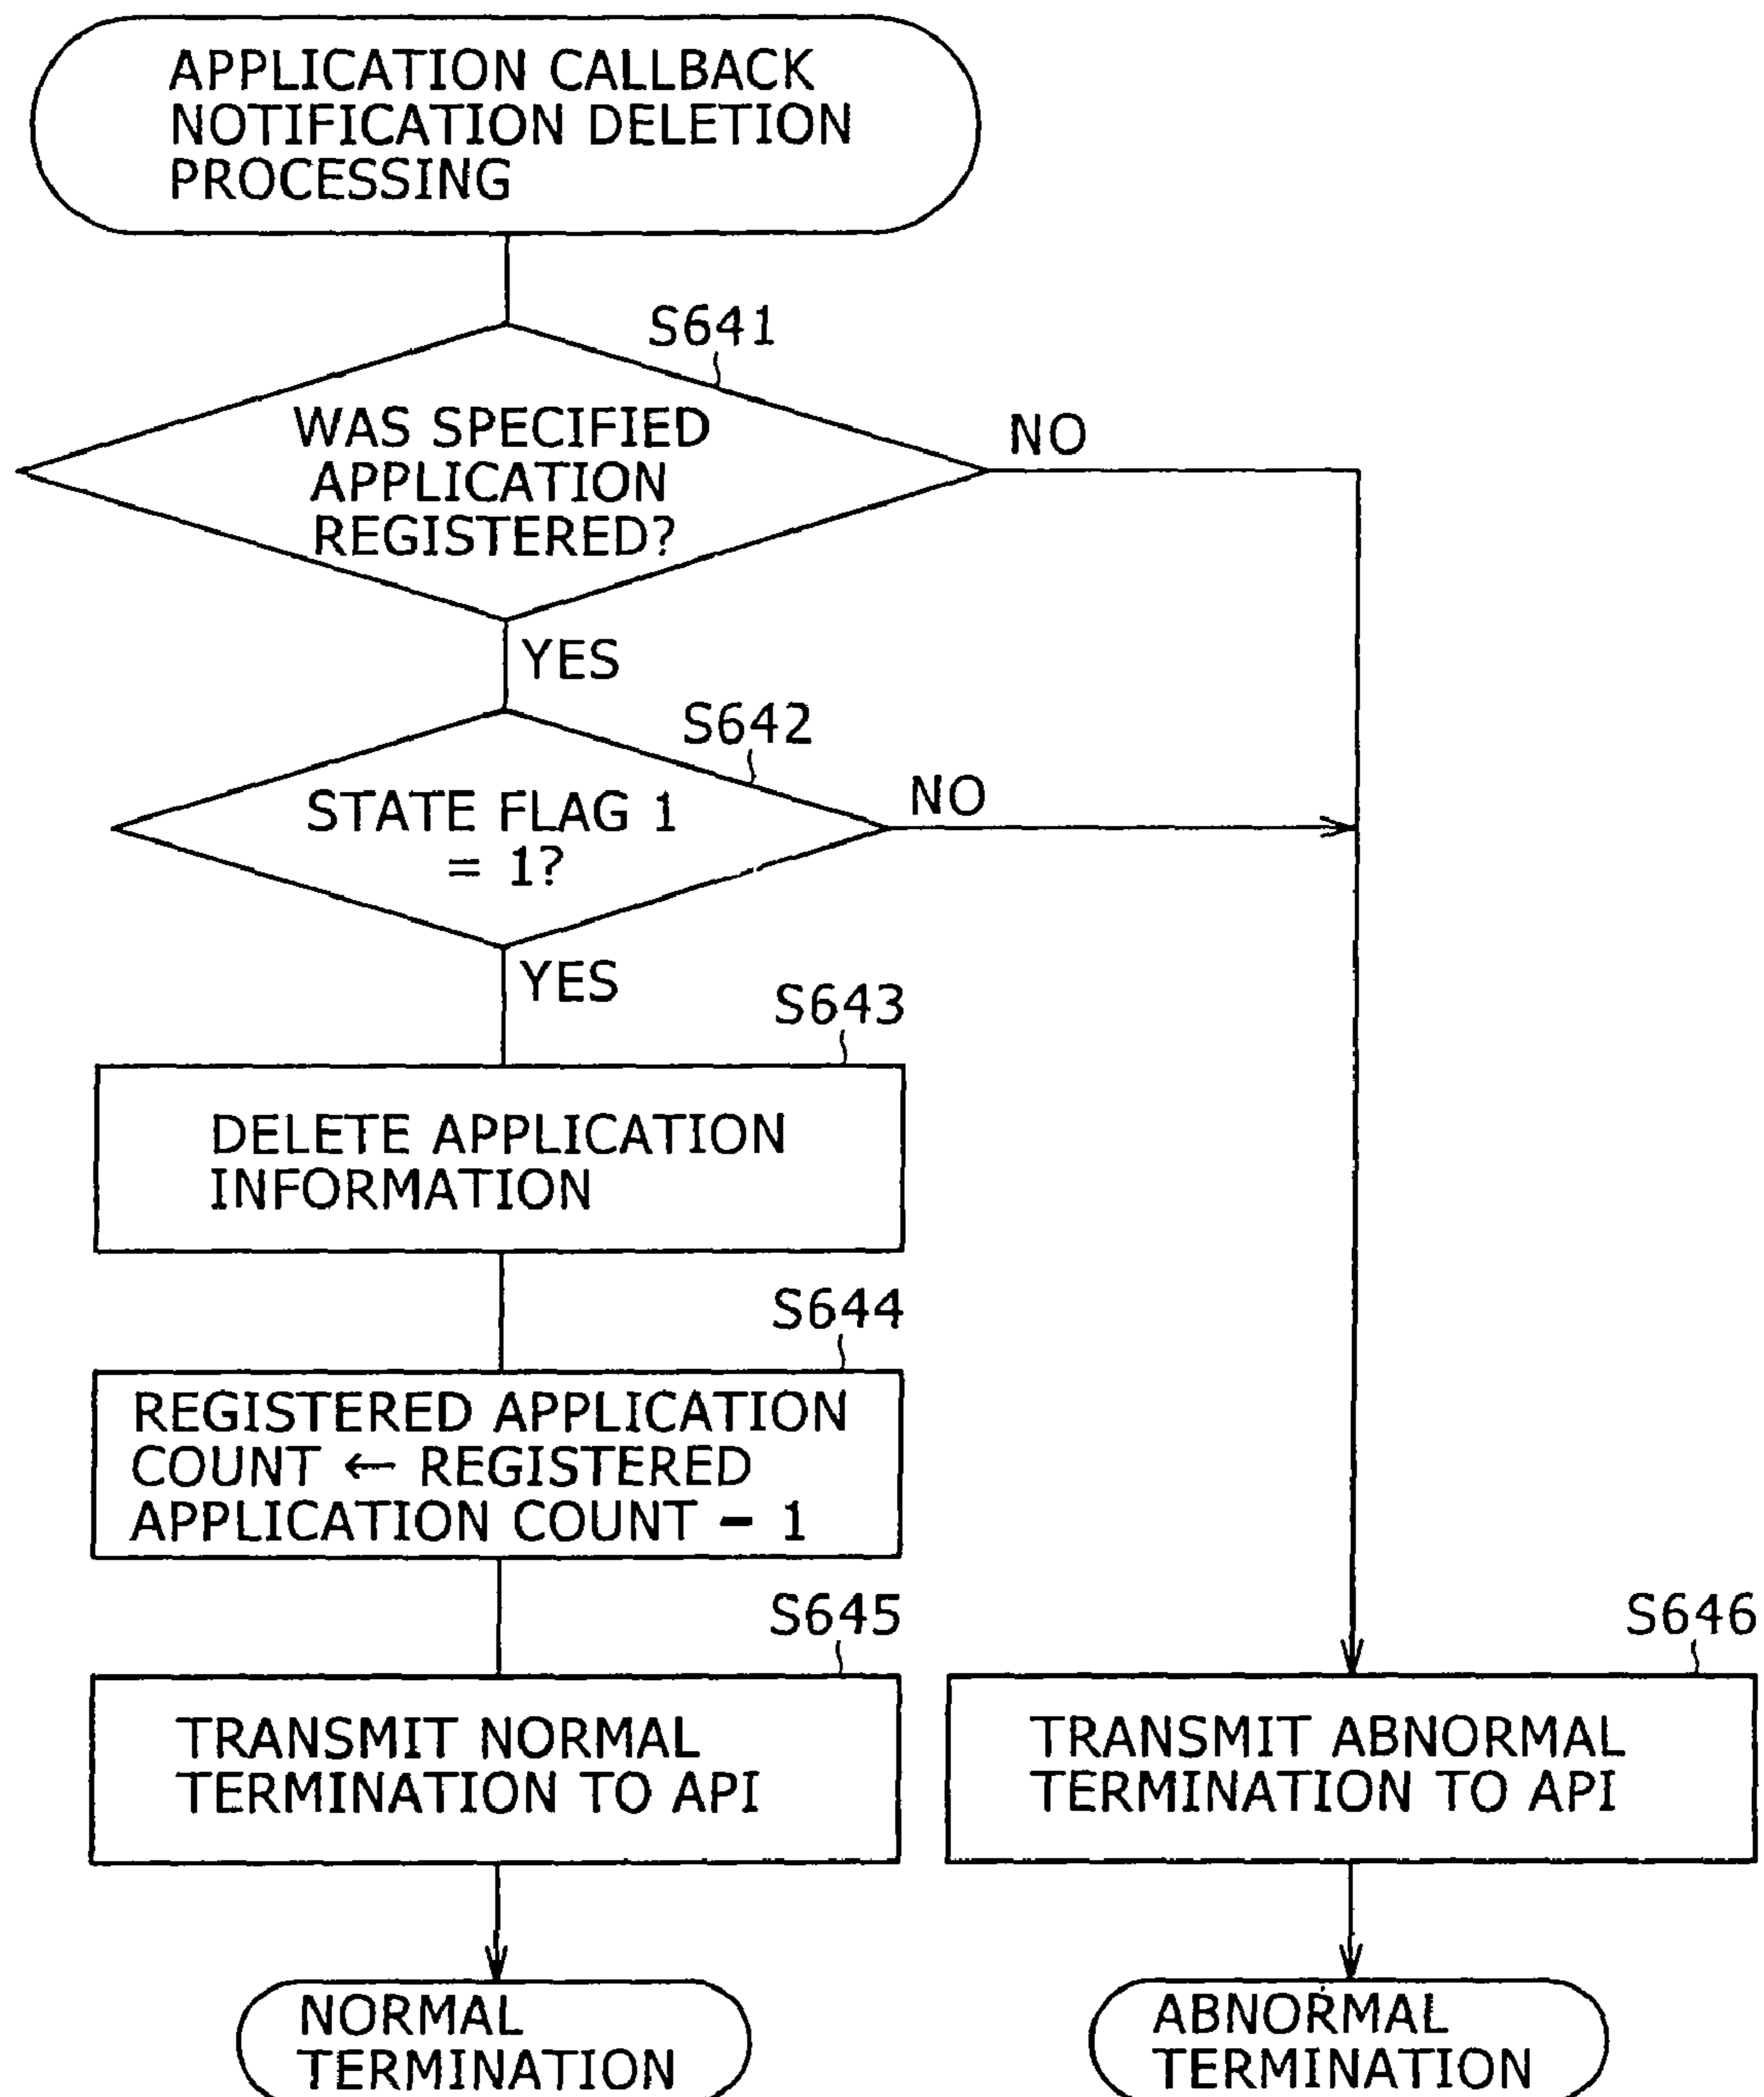 APPLICATION CALLBACK
NOTIFICATION DELETION
PROCESSING
S641
WAS SPECIFIED
APPLICATION
REGISTERED?
NO
YES
S642
STATE FLAG 1
= 1?
NO
YES
S643
DELETE APPLICATION
INFORMATION
S644
REGISTERED APPLICATION
COUNT ← REGISTERED
APPLICATION COUNT – 1
S645
TRANSMIT NORMAL
TERMINATION TO API
S646
TRANSMIT ABNORMAL
TERMINATION TO API
NORMAL
TERMINATION
ABNORMAL
TERMINATION